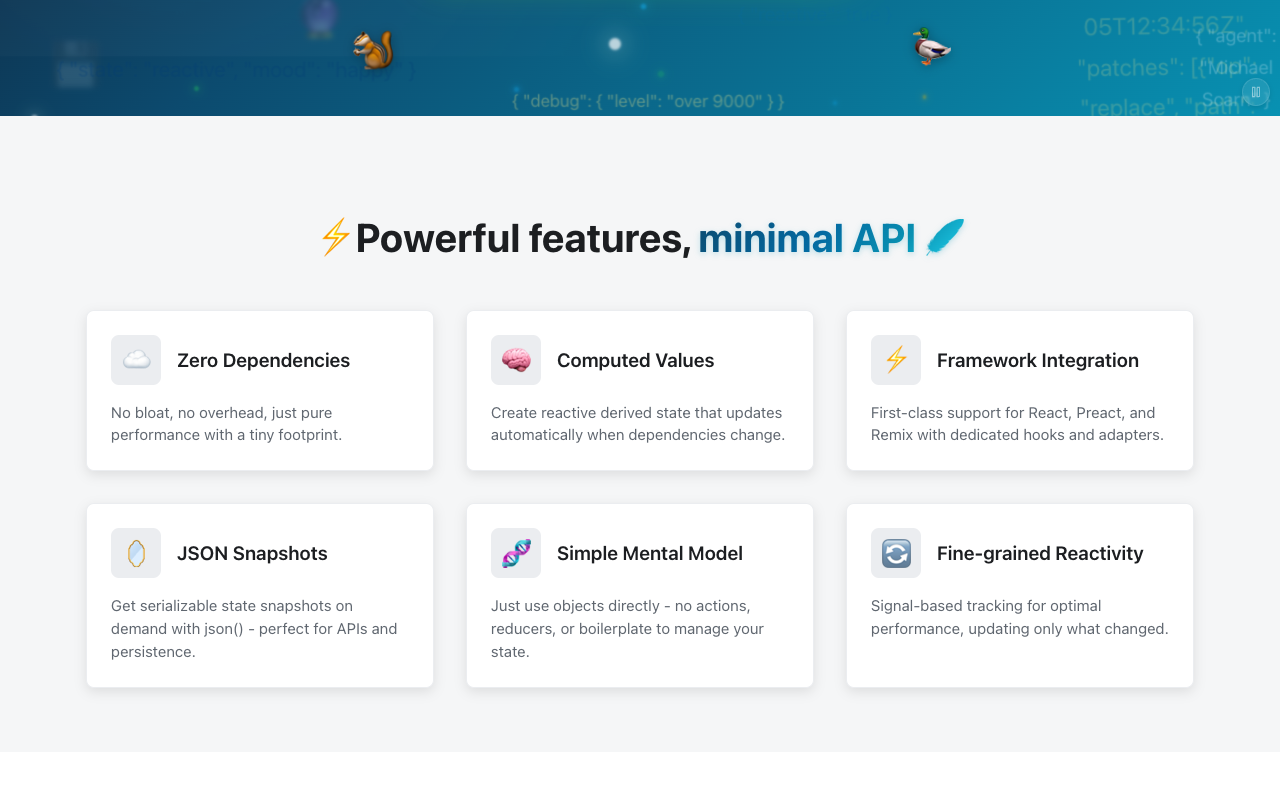 05T12:34:56Z",
{ "agent":
"mood": "happy" }
"patches": [{ "op":
"Michael
{ "debug": { "level": "over 9000" } }
"replace", "path":
Scarn" }
Powerful features, minimal API
Zero Dependencies
No bloat, no overhead, just pure
performance with a tiny footprint.
Computed Values
Create reactive derived state that updates
automatically when dependencies change.
Framework Integration
First-class support for React, Preact, and
Remix with dedicated hooks and adapters.
JSON Snapshots
Get serializable state snapshots on
demand with json() - perfect for APIs and
persistence.
Simple Mental Model
Just use objects directly - no actions,
reducers, or boilerplate to manage your
state.
Fine-grained Reactivity
Signal-based tracking for optimal
performance, updating only what changed.